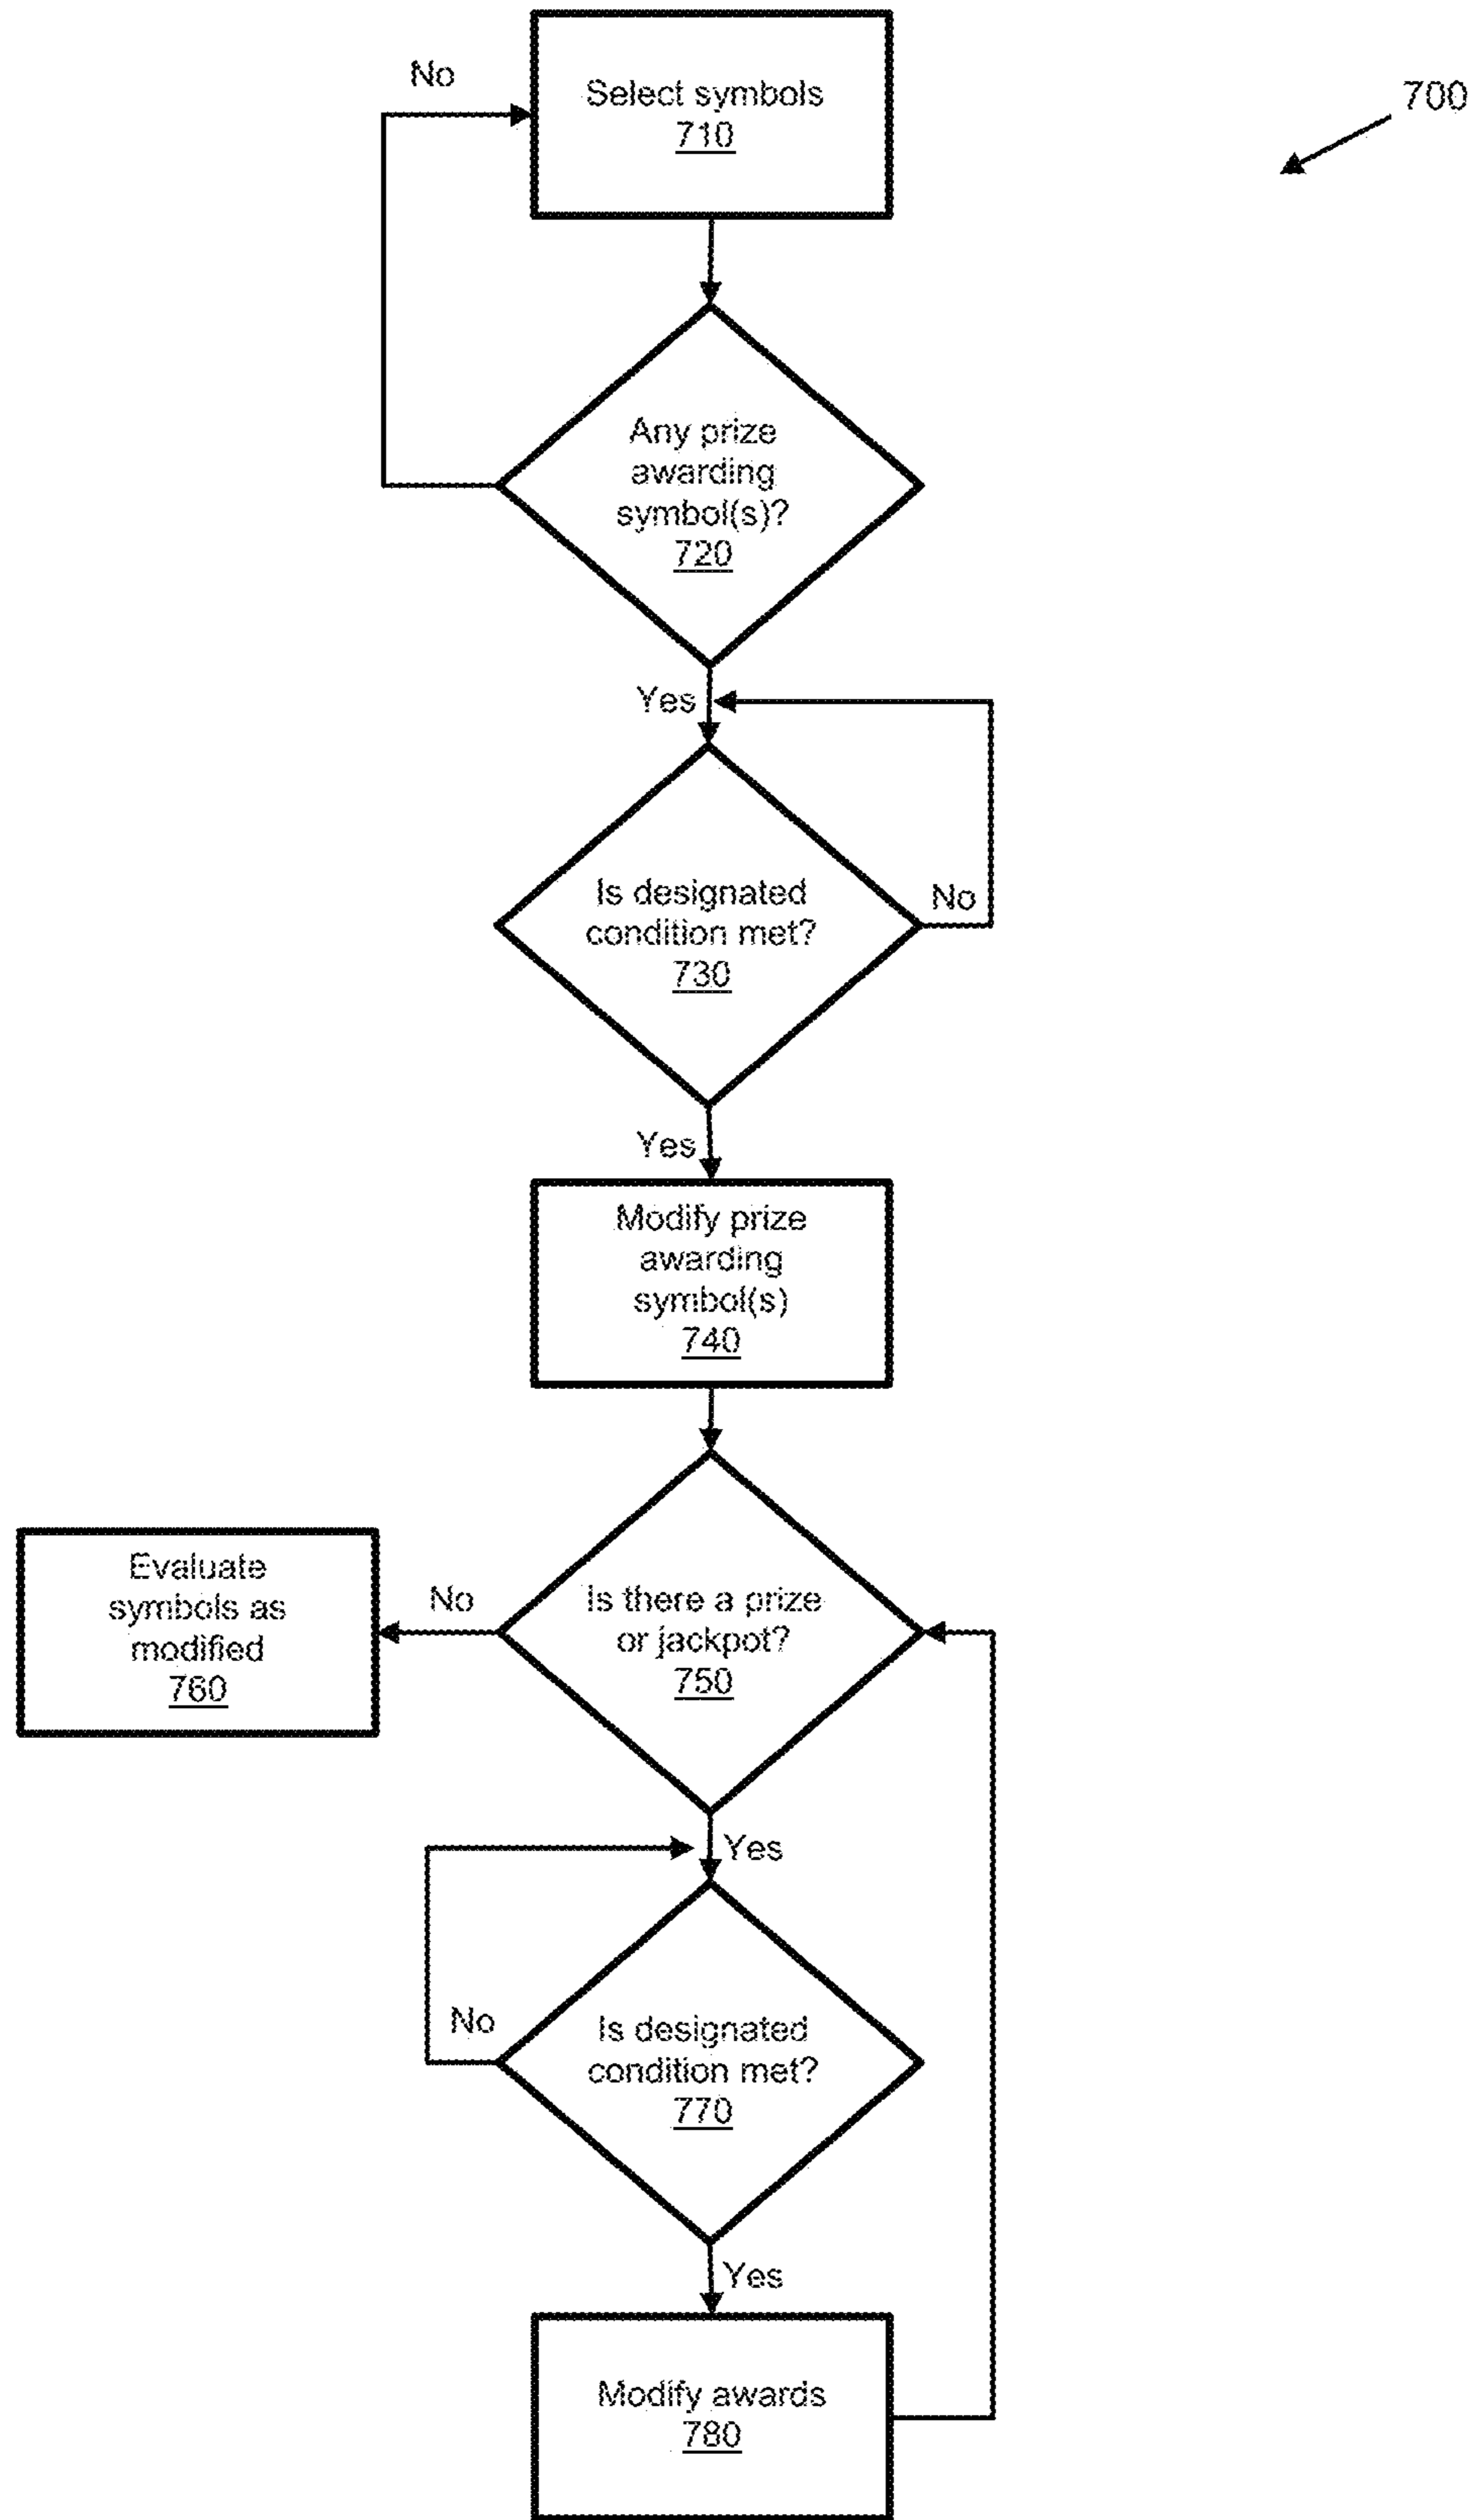 No
Select symbols
710
700
Any prize
awarding
symbol(s)?
720
Yes
Is designated
condition met?
730
No
Yes
Modify prize
awarding
symbol(s)
740
Evaluate
symbols as
modified
760
No
Is there a prize
or jackpot?
750
Yes
No
Is designated
condition met?
770
Yes
Modify awards
780